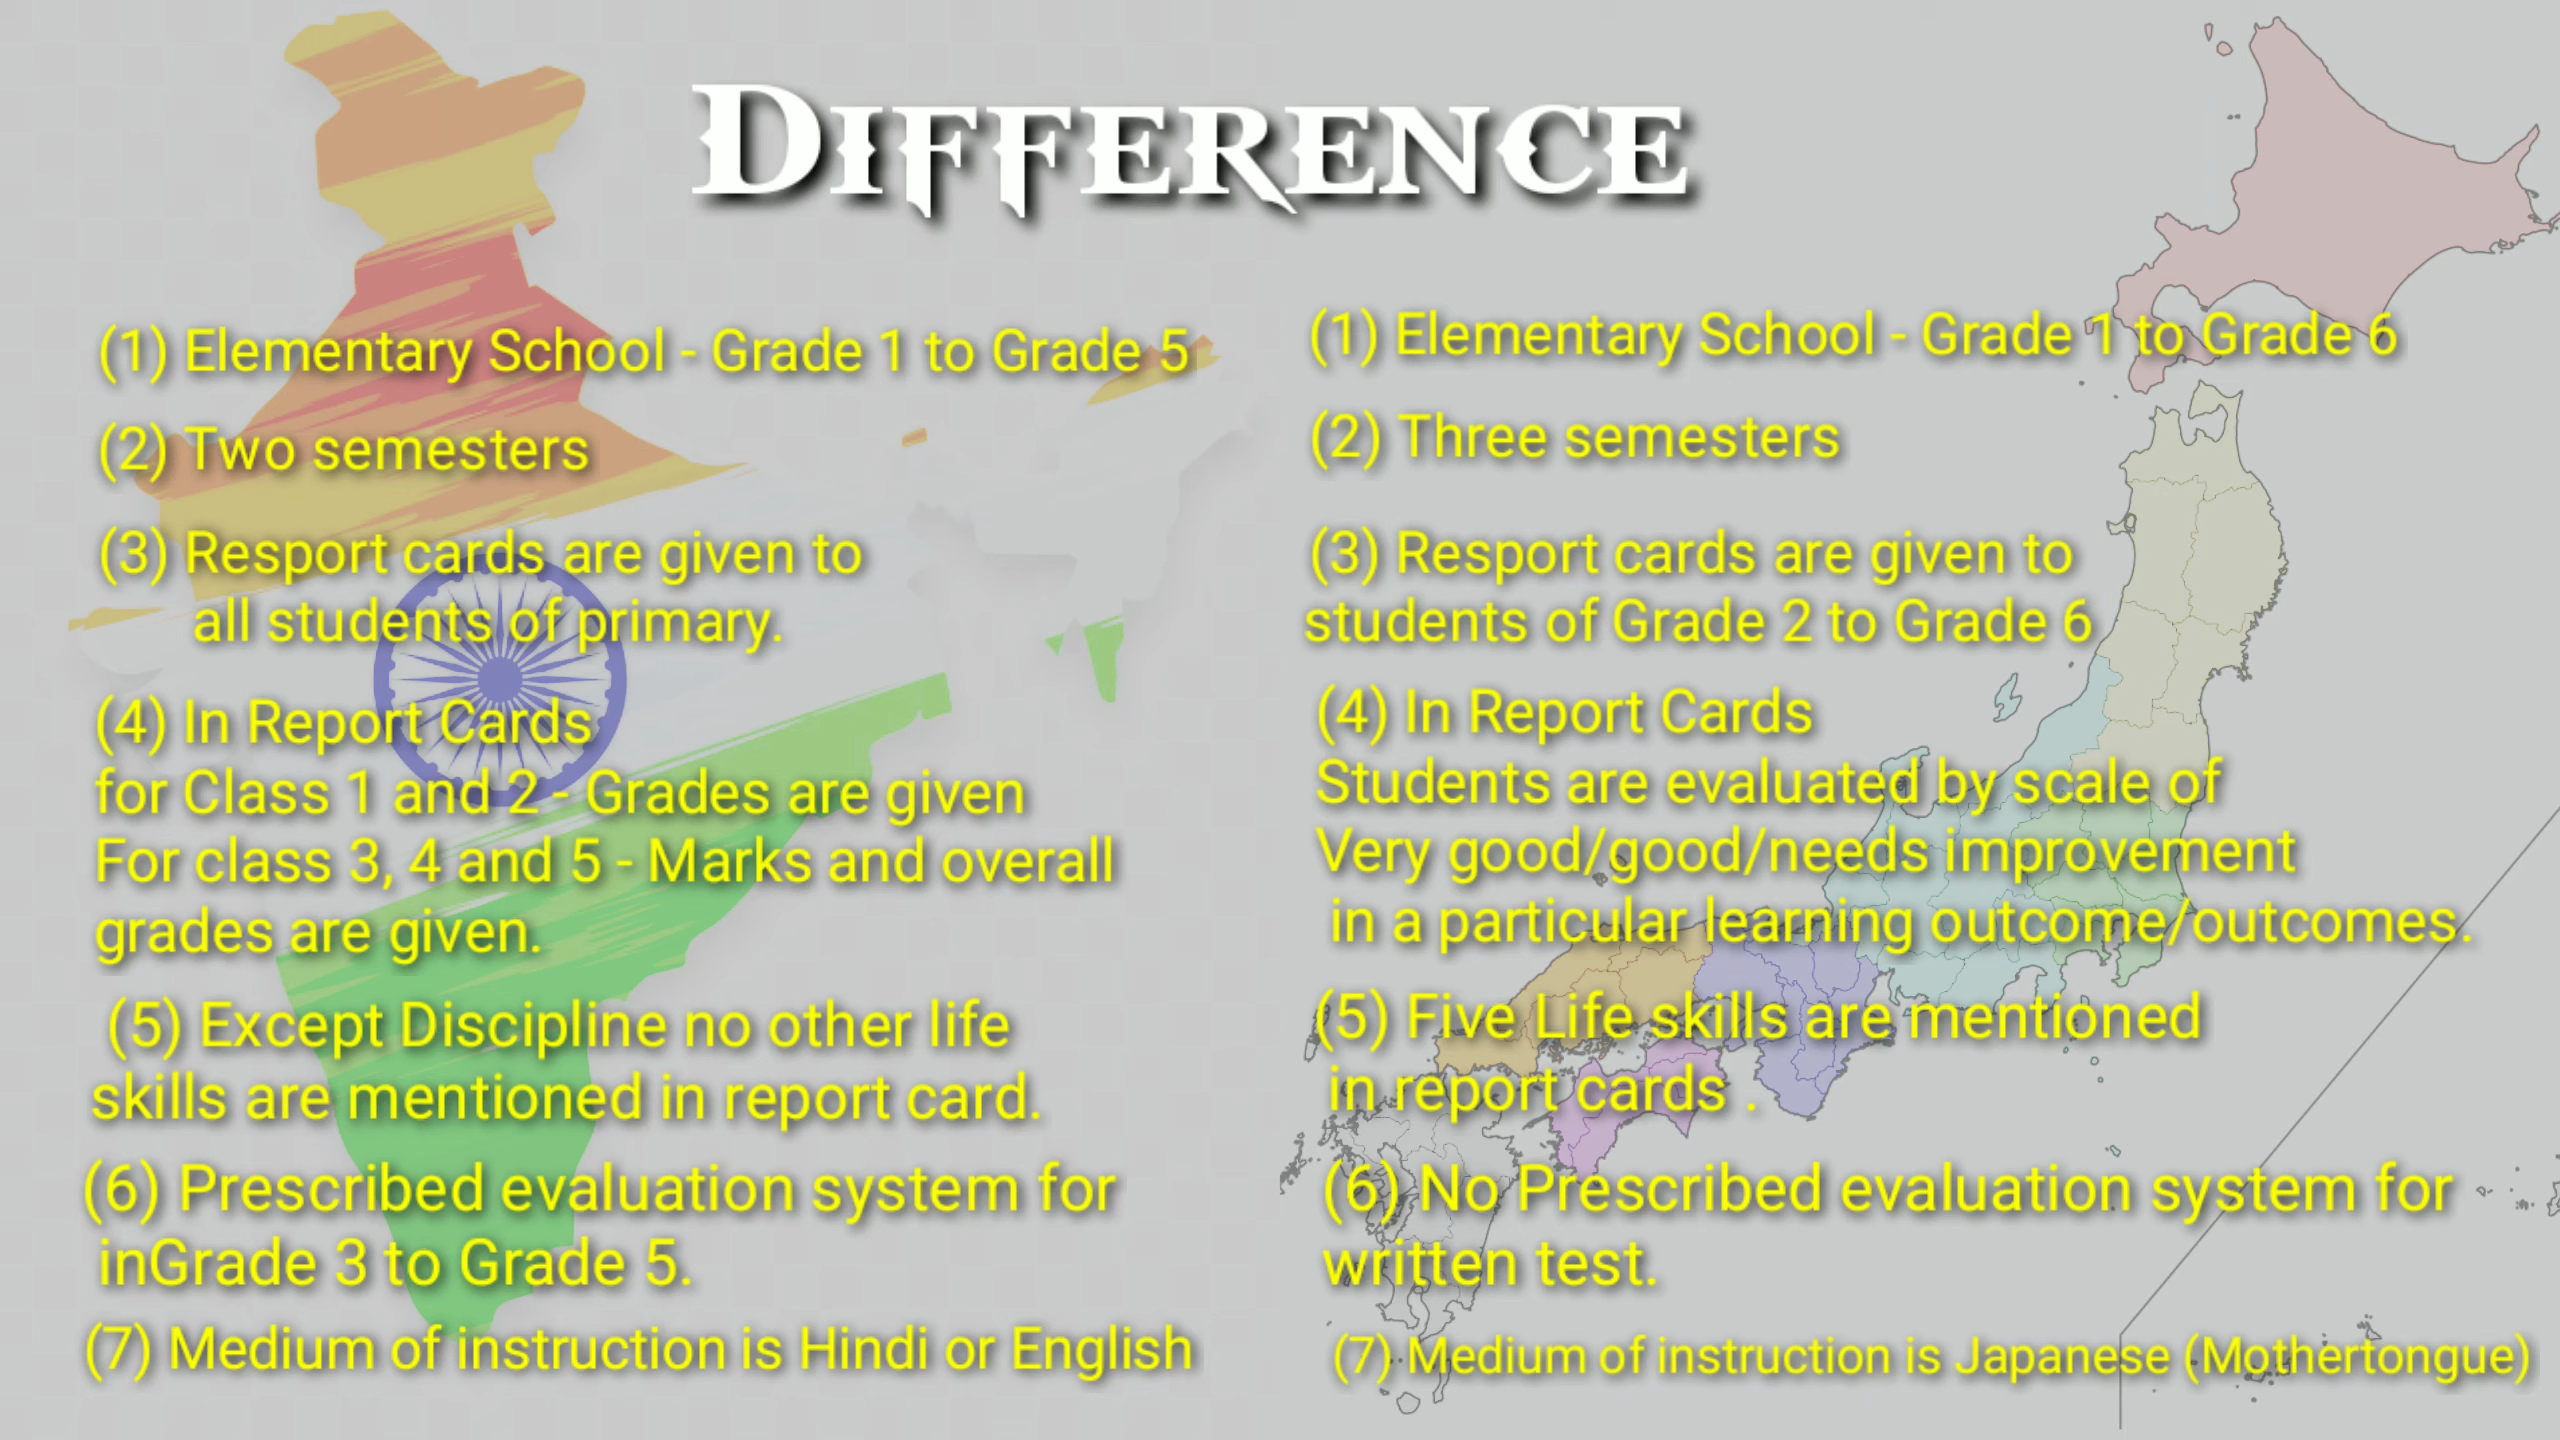 DIFFERENCE
(1) Elementary School - Grade 1 to Grade 5
(2) Two semesters
(3) Resport cards are given to
all students of primary.
(4) In Report Cards
for Class 1 and 2 - Grades are given
For class 3, 4 and 5 - Marks and overall
grades are given.
(5) Except Discipline no other life
skills are mentioned in report card.
(6) Prescribed evaluation system for
inGrade 3 to Grade 5.
(7) Medium of instruction is Hindi or English
(1) Elementary School - Grade 1 to Grade 6
(2) Three semesters
(3) Resport cards are given to
students of Grade 2 to Grade 6
(4) In Report Cards
Students are evaluated by scale of
Very good/good/needs improvement
in a particular learning outcome/outcomes.
(5) Five Life skills are mentioned
in report cards .
(6) No Prescribed evaluation system for
written test.
(7) Medium of instruction is Japanese (Mothertongue)